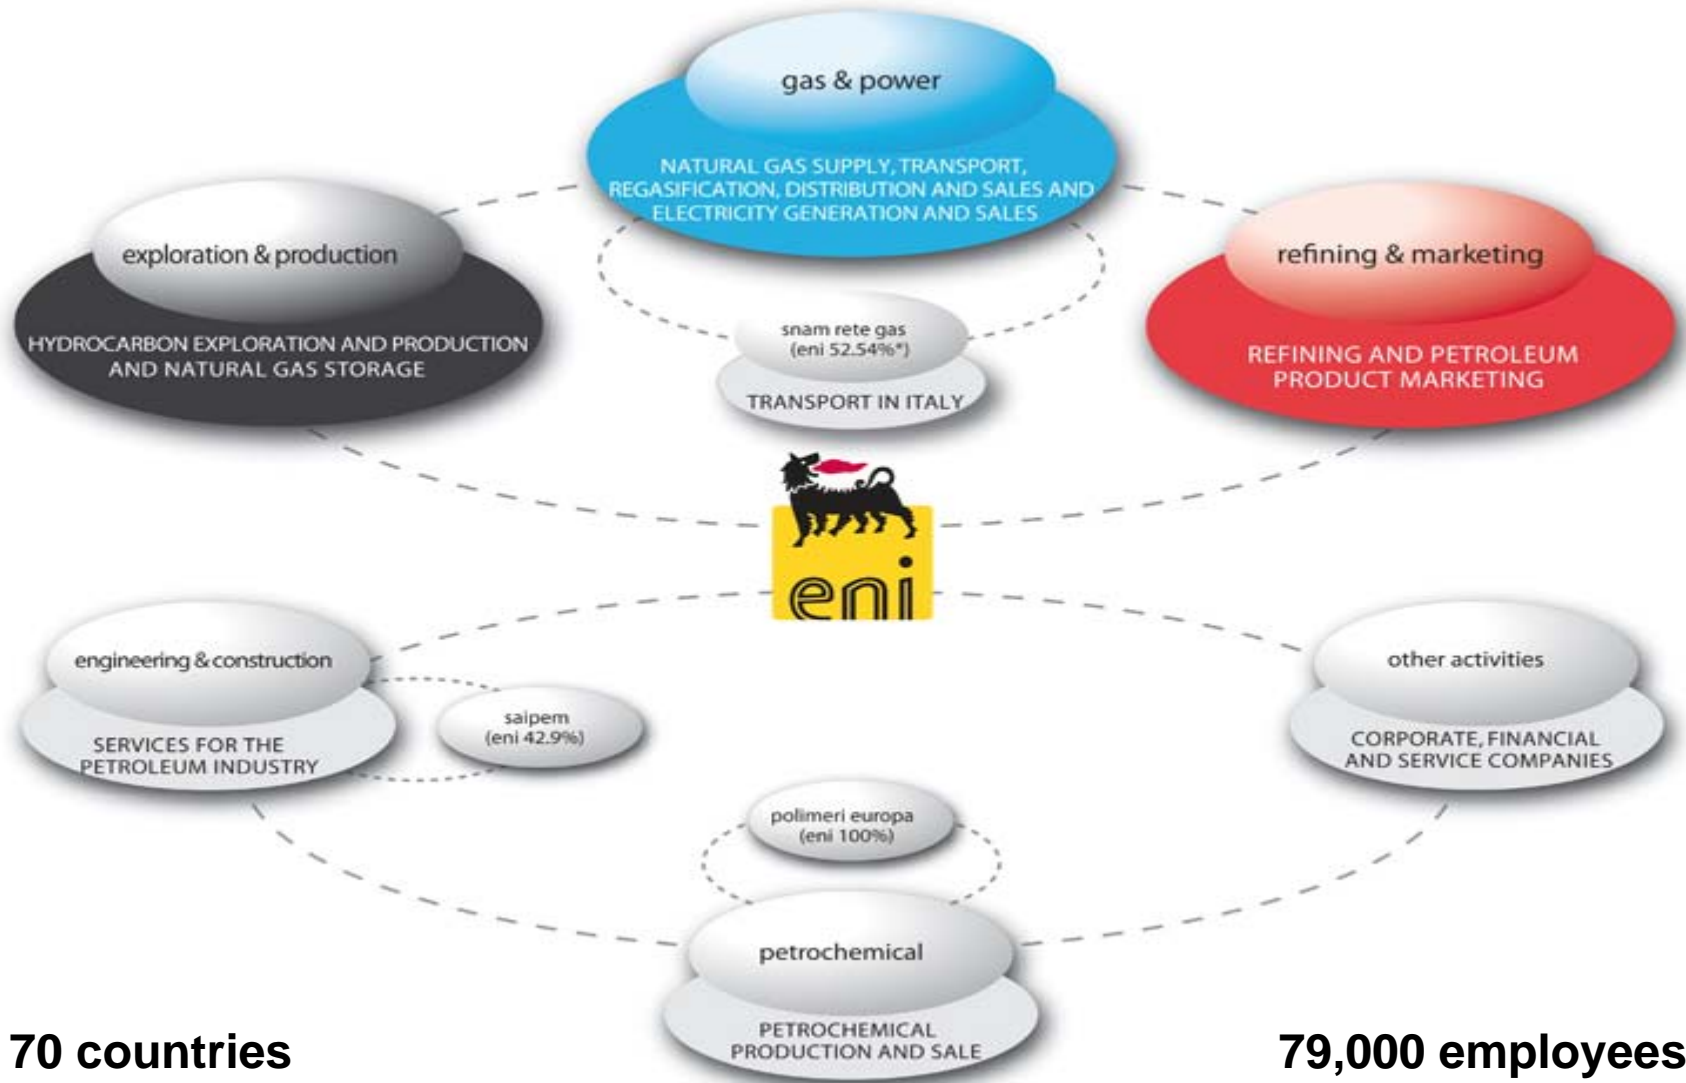 gas & power
NATURAL GAS SUPPLY, TRANSPORT,
REGASIFICATION, DISTRIBUTION AND SALES AND
ELECTRICITY GENERATION AND SALES
exploration & production
HYDROCARBON EXPLORATION AND PRODUCTION
AND NATURAL GAS STORAGE
refining & marketing
REFINING AND PETROLEUM
PRODUCT MARKETING
snam rete gas
(eni 52.54%*)
TRANSPORT IN ITALY
eni
engineering & construction
SERVICES FOR THE
PETROLEUM INDUSTRY
saipem
(eni 42.9%)
other activities
CORPORATE, FINANCIAL
AND SERVICE COMPANIES
polimeri europa
(eni 100%)
petrochemical
PETROCHEMICAL
PRODUCTION AND SALE
70 countries
79,000 employees